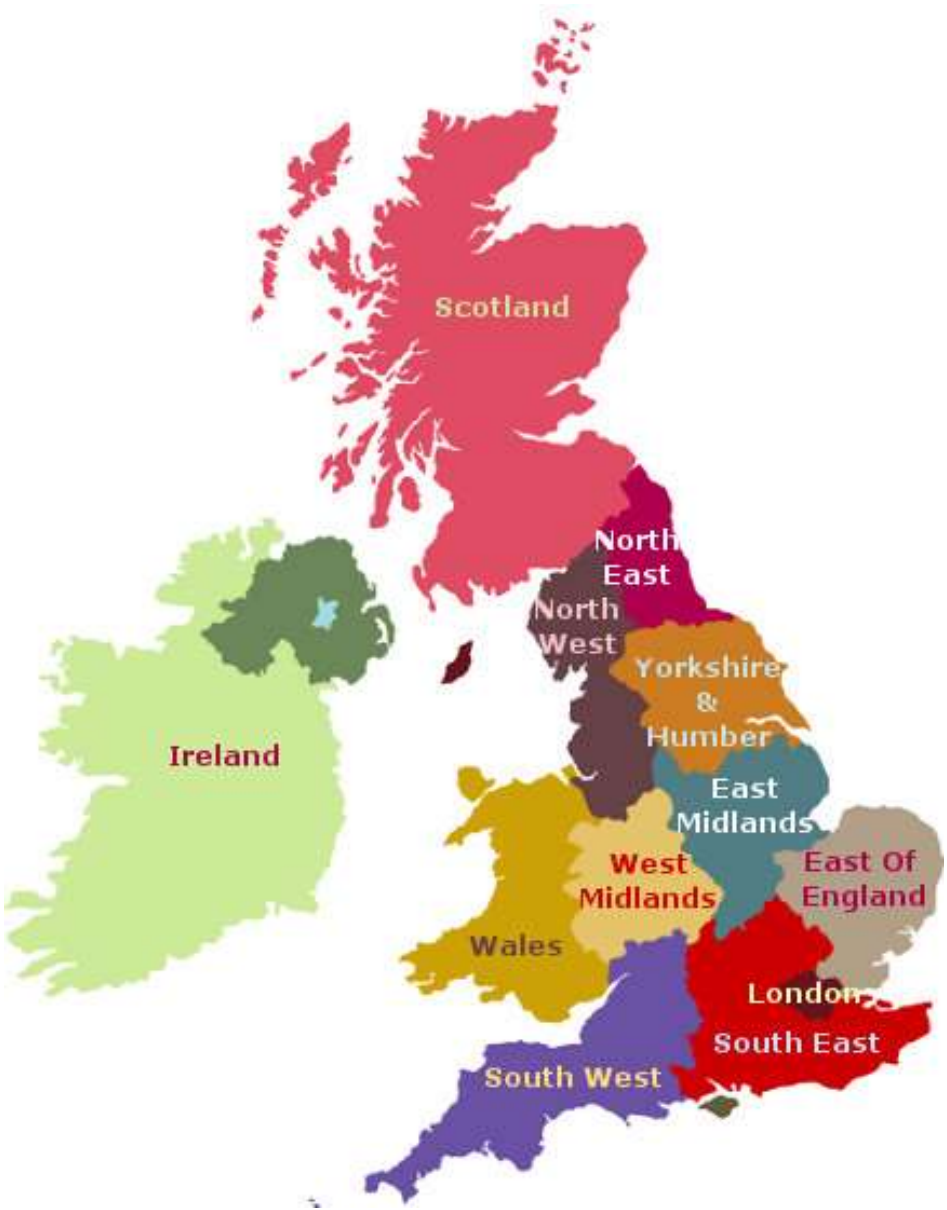 Scotland
North
East
North
West
Yorkshire
&
Humber
Ireland
East
Midlands
West
Midlands
East Of
England
Wales
London
South East
South West